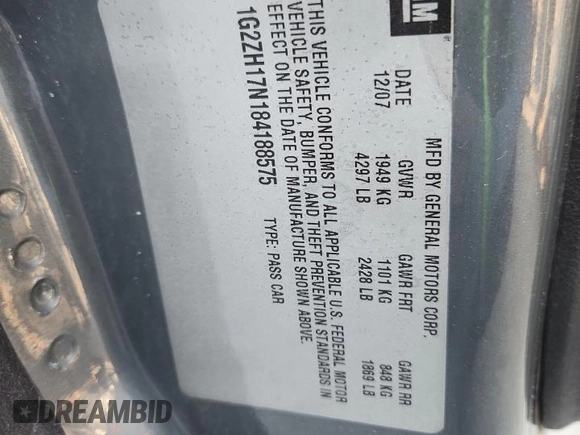 GM
MFD BY GENERAL MOTORS CORP.
DATE GVWR GAWR FRT GAWR RR
12/07 1949 KG 1101 KG 848 KG
4297 LB 2428 LB 1869 LB
THIS VEHICLE CONFORMS TO ALL APPLICABLE U.S. FEDERAL MOTOR
VEHICLE SAFETY, BUMPER, AND THEFT PREVENTION STANDARDS IN
EFFECT ON THE DATE OF MANUFACTURE SHOWN ABOVE.
1G2ZH17N184188575 TYPE: PASS CAR
DREAMBID